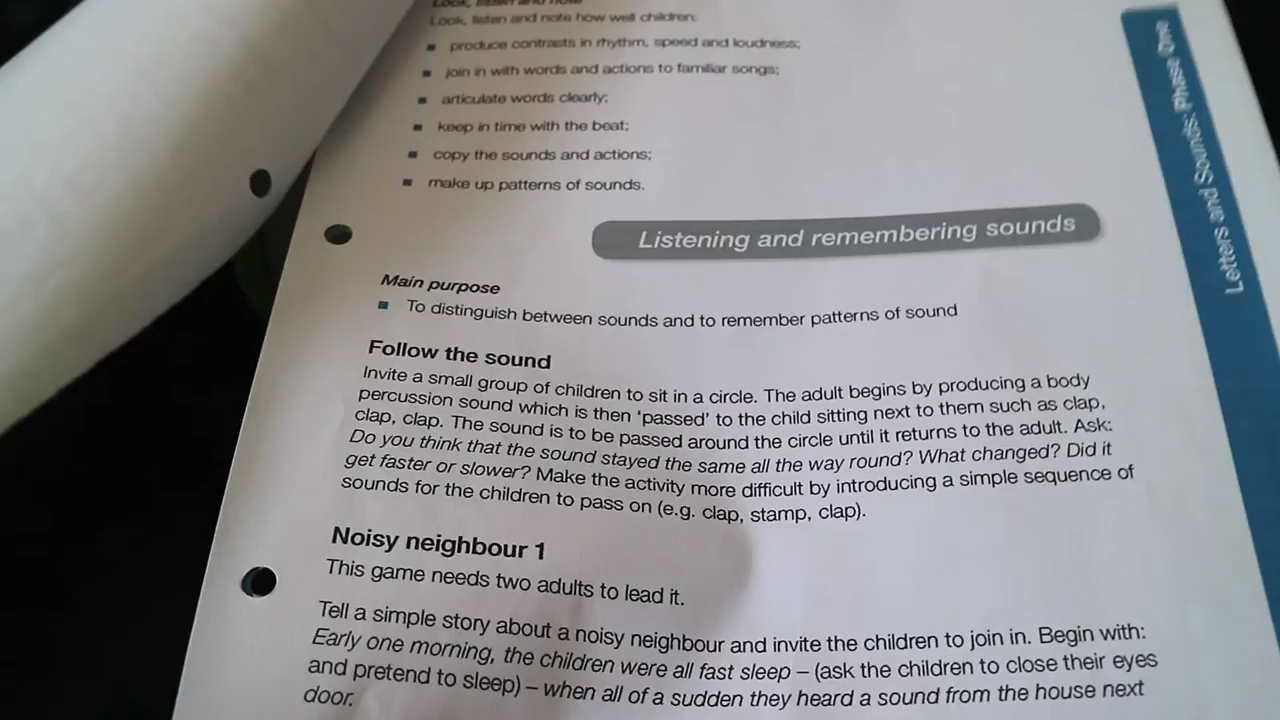 Look, listen and note
Look, listen and note how well children:
■ produce contrasts in rhythm, speed and loudness;
■ join in with words and actions to familiar songs;
■ articulate words clearly;
■ keep in time with the beat;
■ copy the sounds and actions;
■ make up patterns of sounds.
Listening and remembering sounds
Main purpose
■ To distinguish between sounds and to remember patterns of sound
Follow the sound
Invite a small group of children to sit in a circle. The adult begins by producing a body
percussion sound which is then ‘passed’ to the child sitting next to them such as clap,
clap, clap. The sound is to be passed around the circle until it returns to the adult. Ask:
Do you think that the sound stayed the same all the way round? What changed? Did it
get faster or slower? Make the activity more difficult by introducing a simple sequence of
sounds for the children to pass on (e.g. clap, stamp, clap).
Noisy neighbour 1
This game needs two adults to lead it.
Tell a simple story about a noisy neighbour and invite the children to join in. Begin with:
Early one morning, the children were all fast sleep – (ask the children to close their eyes
and pretend to sleep) – when all of a sudden they heard a sound from the house next
door.
Letters and Sounds: Phase One